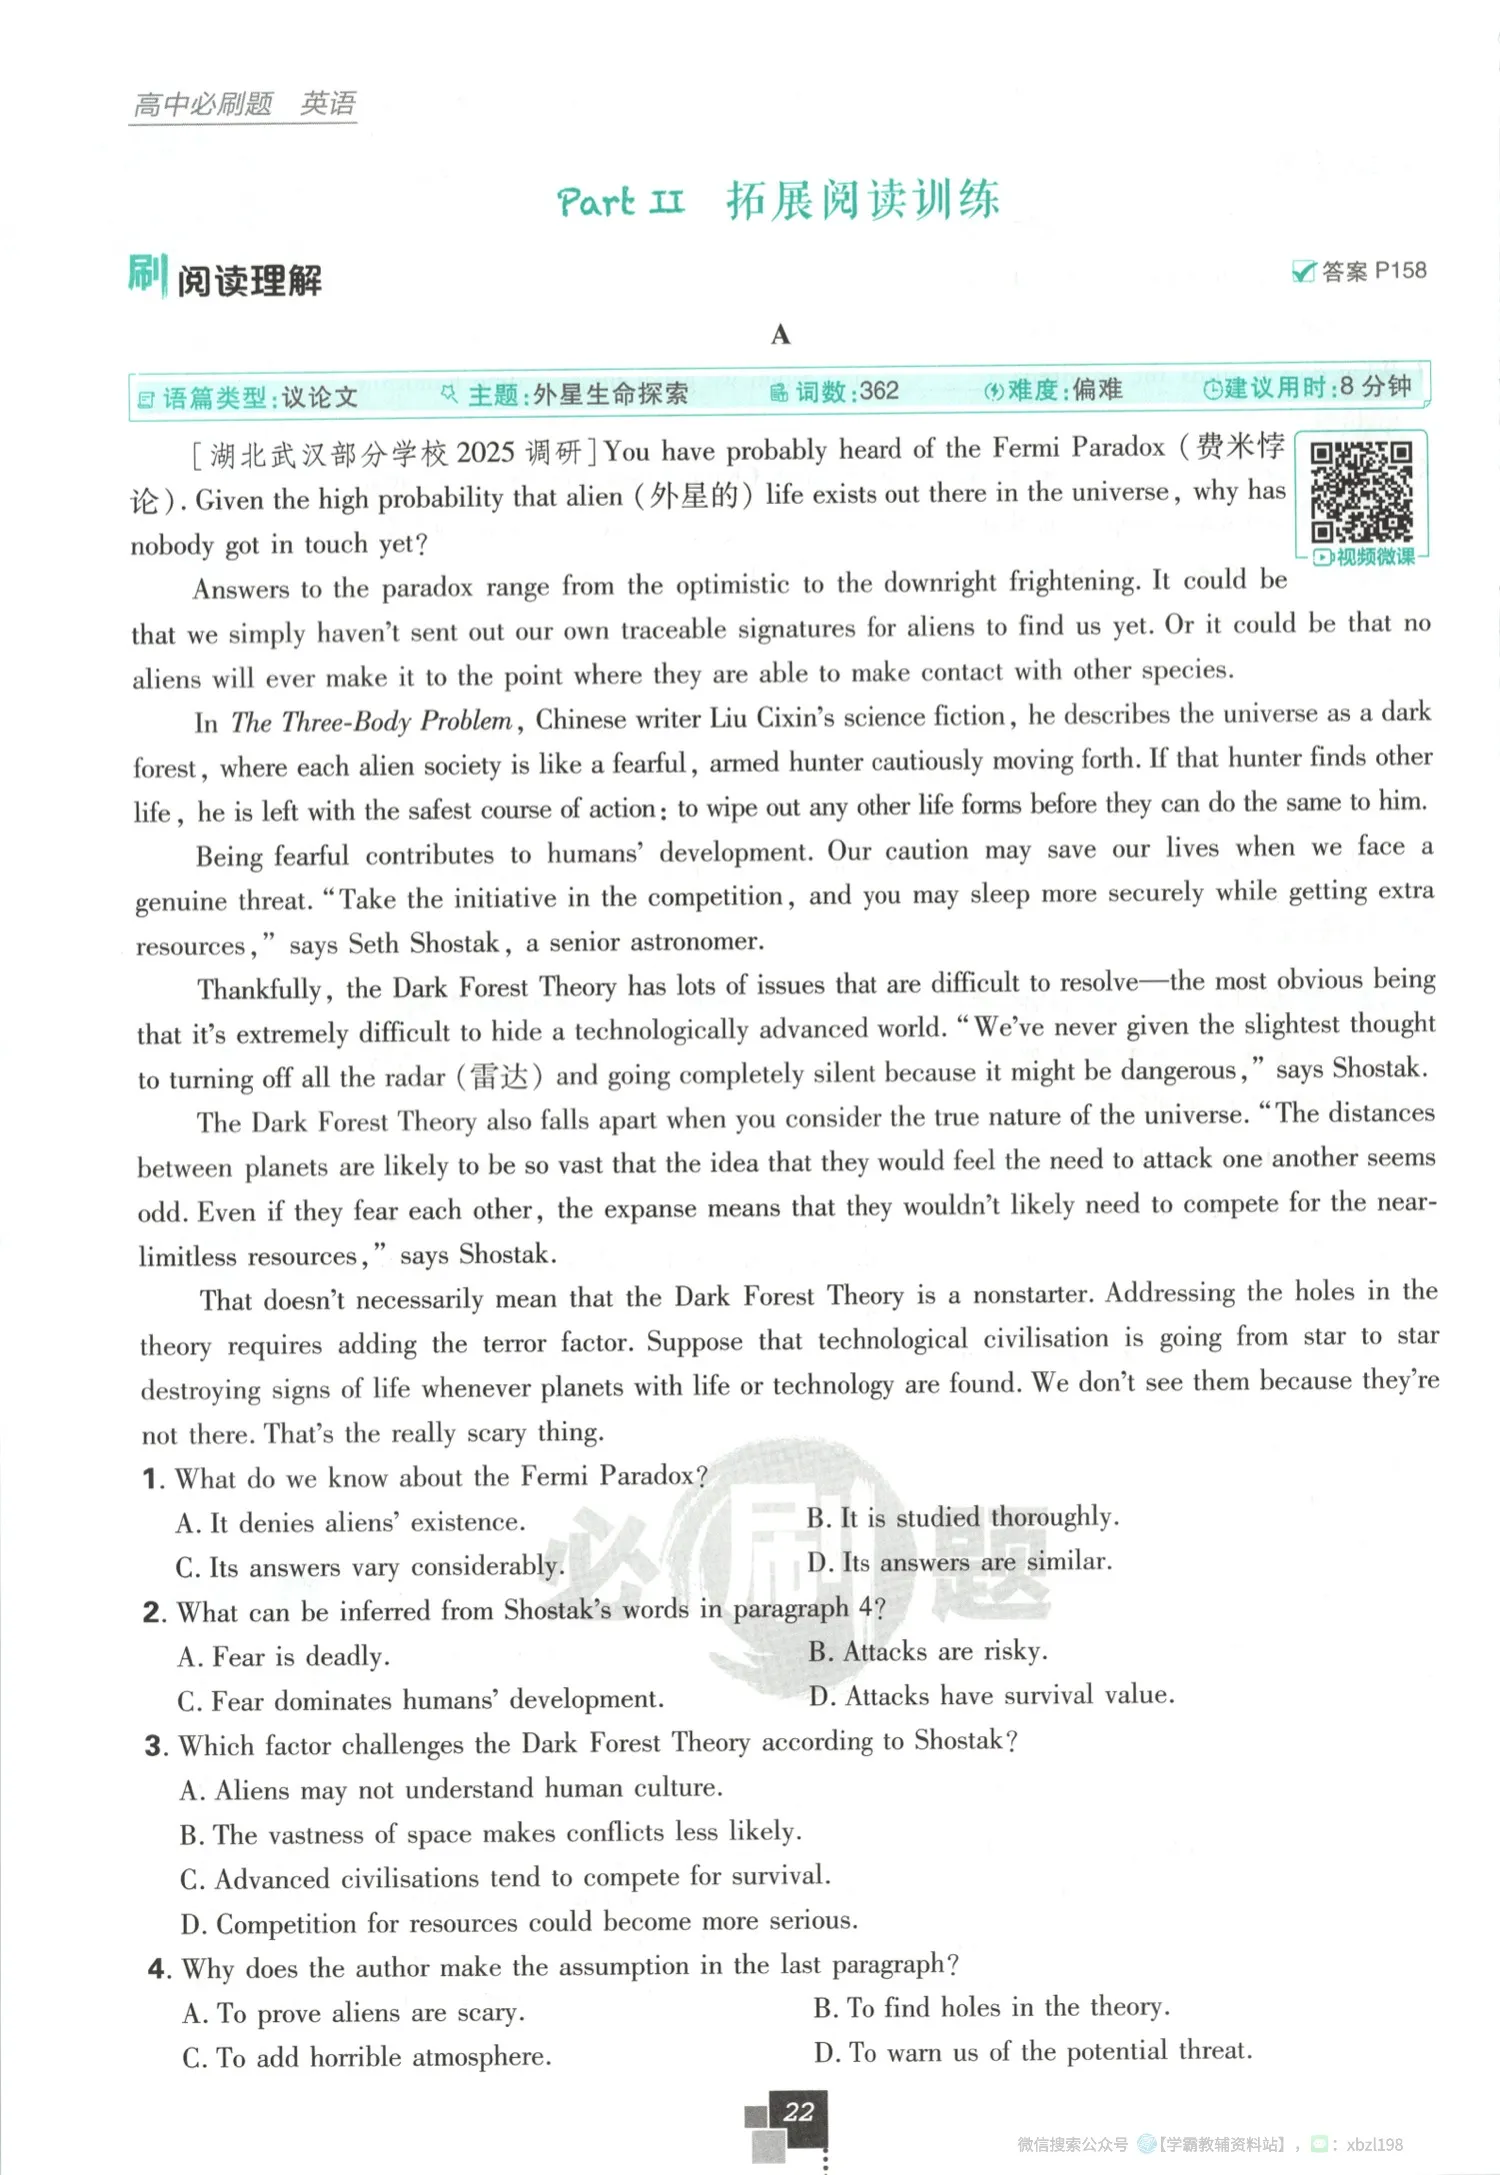 高中必刷题 英语
Part II 拓展阅读训练
刷 阅读理解
答案 P158
A
语篇类型:议论文 主题:外星生命探索 词数:362 难度:偏难 建议用时:8 分钟
[湖北武汉部分学校 2025 调研]You have probably heard of the Fermi Paradox (费米悖
论). Given the high probability that alien (外星的) life exists out there in the universe, why has
nobody got in touch yet?
视频微课
Answers to the paradox range from the optimistic to the downright frightening. It could be
that we simply haven't sent out our own traceable signatures for aliens to find us yet. Or it could be that no
aliens will ever make it to the point where they are able to make contact with other species.
In The Three-Body Problem, Chinese writer Liu Cixin's science fiction, he describes the universe as a dark
forest, where each alien society is like a fearful, armed hunter cautiously moving forth. If that hunter finds other
life, he is left with the safest course of action: to wipe out any other life forms before they can do the same to him.
Being fearful contributes to humans' development. Our caution may save our lives when we face a
genuine threat. "Take the initiative in the competition, and you may sleep more securely while getting extra
resources," says Seth Shostak, a senior astronomer.
Thankfully, the Dark Forest Theory has lots of issues that are difficult to resolve—the most obvious being
that it's extremely difficult to hide a technologically advanced world. "We've never given the slightest thought
to turning off all the radar (雷达) and going completely silent because it might be dangerous," says Shostak.
The Dark Forest Theory also falls apart when you consider the true nature of the universe. "The distances
between planets are likely to be so vast that the idea that they would feel the need to attack one another seems
odd. Even if they fear each other, the expanse means that they wouldn't likely need to compete for the near-
limitless resources," says Shostak.
That doesn't necessarily mean that the Dark Forest Theory is a nonstarter. Addressing the holes in the
theory requires adding the terror factor. Suppose that technological civilisation is going from star to star
destroying signs of life whenever planets with life or technology are found. We don't see them because they're
not there. That's the really scary thing.
1. What do we know about the Fermi Paradox?
A. It denies aliens' existence. B. It is studied thoroughly.
C. Its answers vary considerably. D. Its answers are similar.
2. What can be inferred from Shostak's words in paragraph 4?
A. Fear is deadly. B. Attacks are risky.
C. Fear dominates humans' development. D. Attacks have survival value.
3. Which factor challenges the Dark Forest Theory according to Shostak?
A. Aliens may not understand human culture.
B. The vastness of space makes conflicts less likely.
C. Advanced civilisations tend to compete for survival.
D. Competition for resources could become more serious.
4. Why does the author make the assumption in the last paragraph?
A. To prove aliens are scary. B. To find holes in the theory.
C. To add horrible atmosphere. D. To warn us of the potential threat.
必刷题
22
微信搜索公众号【学霸教辅资料站】,：xbzl198